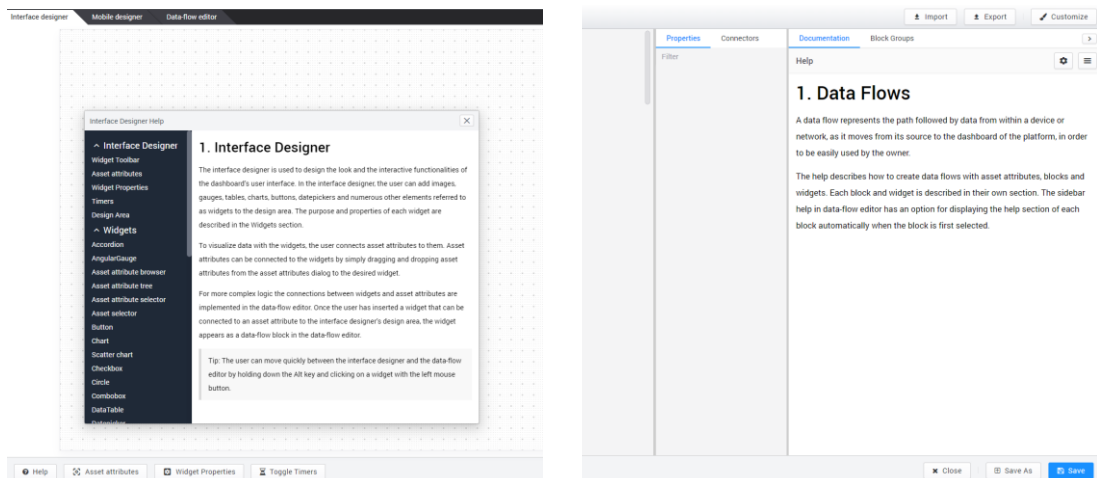 Interface designer
Mobile designer
Data-flow editor
Interface Designer Help
Interface Designer
Widget Toolbar
Asset attributes
Widget Properties
Timers
Design Area
Widgets
Accordion
AngularGauge
Asset attribute browser
Asset attribute tree
Asset attribute selector
Asset selector
Button
Chart
Scatter chart
Checkbox
Circle
Combobox
DataTable
1. Interface Designer
The interface designer is used to design the look and the interactive functionalities of
the dashboard's user interface. In the interface designer, the user can add images,
gauges, tables, charts, buttons, datepickers and numerous other elements referred to
as widgets to the design area. The purpose and properties of each widget are
described in the Widgets section.
To visualize data with the widgets, the user connects asset attributes to them. Asset
attributes can be connected to the widgets by simply dragging and dropping asset
attributes from the asset attributes dialog to the desired widget.
For more complex logic the connections between widgets and asset attributes are
implemented in the data-flow editor. Once the user has inserted a widget that can be
connected to an asset attribute to the interface designer's design area, the widget
appears as a data-flow block in the data-flow editor.
Tip: The user can move quickly between the interface designer and the data-flow
editor by holding down the Alt key and clicking on a widget with the left mouse
button.
Help
Asset attributes
Widget Properties
Toggle Timers
Import
Export
Customize
Properties
Connectors
Filter
Documentation
Block Groups
Help
1. Data Flows
A data flow represents the path followed by data from within a device or
network, as it moves from its source to the dashboard of the platform, in order
to be easily used by the owner.
The help describes how to create data flows with asset attributes, blocks and
widgets. Each block and widget is described in their own section. The sidebar
help in data-flow editor has an option for displaying the help section of each
block automatically when the block is first selected.
Close
Save As
Save